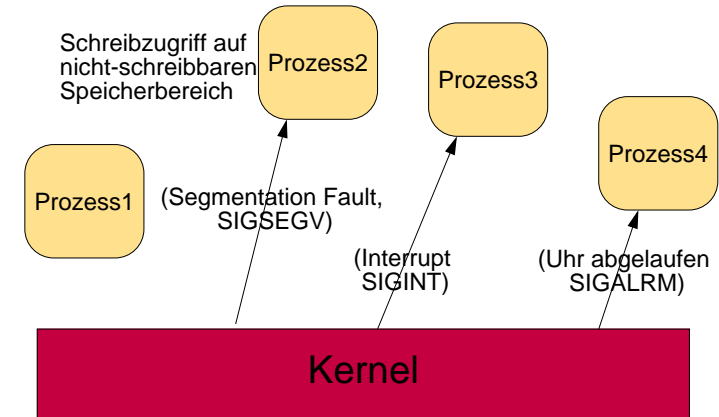 Schreibzugriff auf
nicht-schreibbaren
Speicherbereich
Prozess2
Prozess3
Prozess4
Prozess1
(Segmentation Fault,
SIGSEGV)
(Interrupt
SIGINT)
(Uhr abgelaufen
SIGALRM)
Kernel